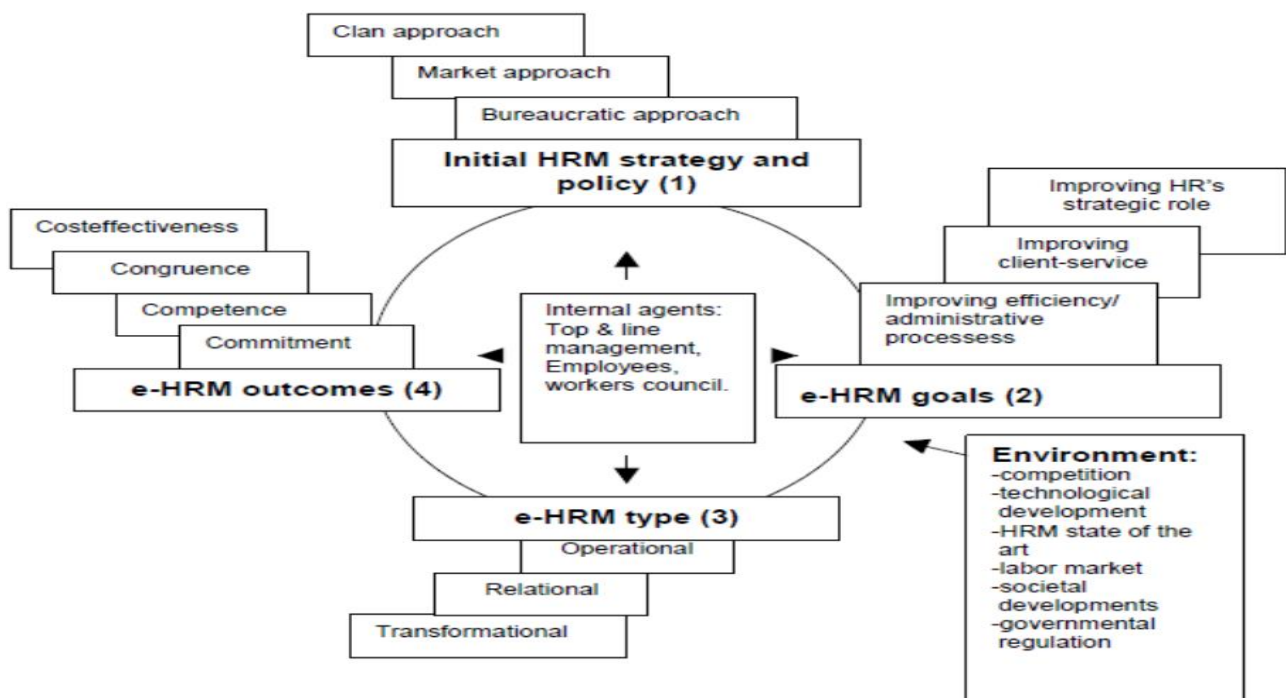 Clan approach
Market approach
Bureaucratic approach
Initial HRM strategy and
policy (1)
Improving HR's
strategic role
Improving
client-service
Improving efficiency/
administrative
processess
e-HRM goals (2)
Costeffectiveness
Congruence
Competence
Commitment
e-HRM outcomes (4)
Internal agents:
Top & line
management,
Employees,
workers council.
e-HRM type (3)
Operational
Relational
Transformational
Environment:
-competition
-technological
development
-HRM state of the
art
-labor market
-societal
developments
-governmental
regulation